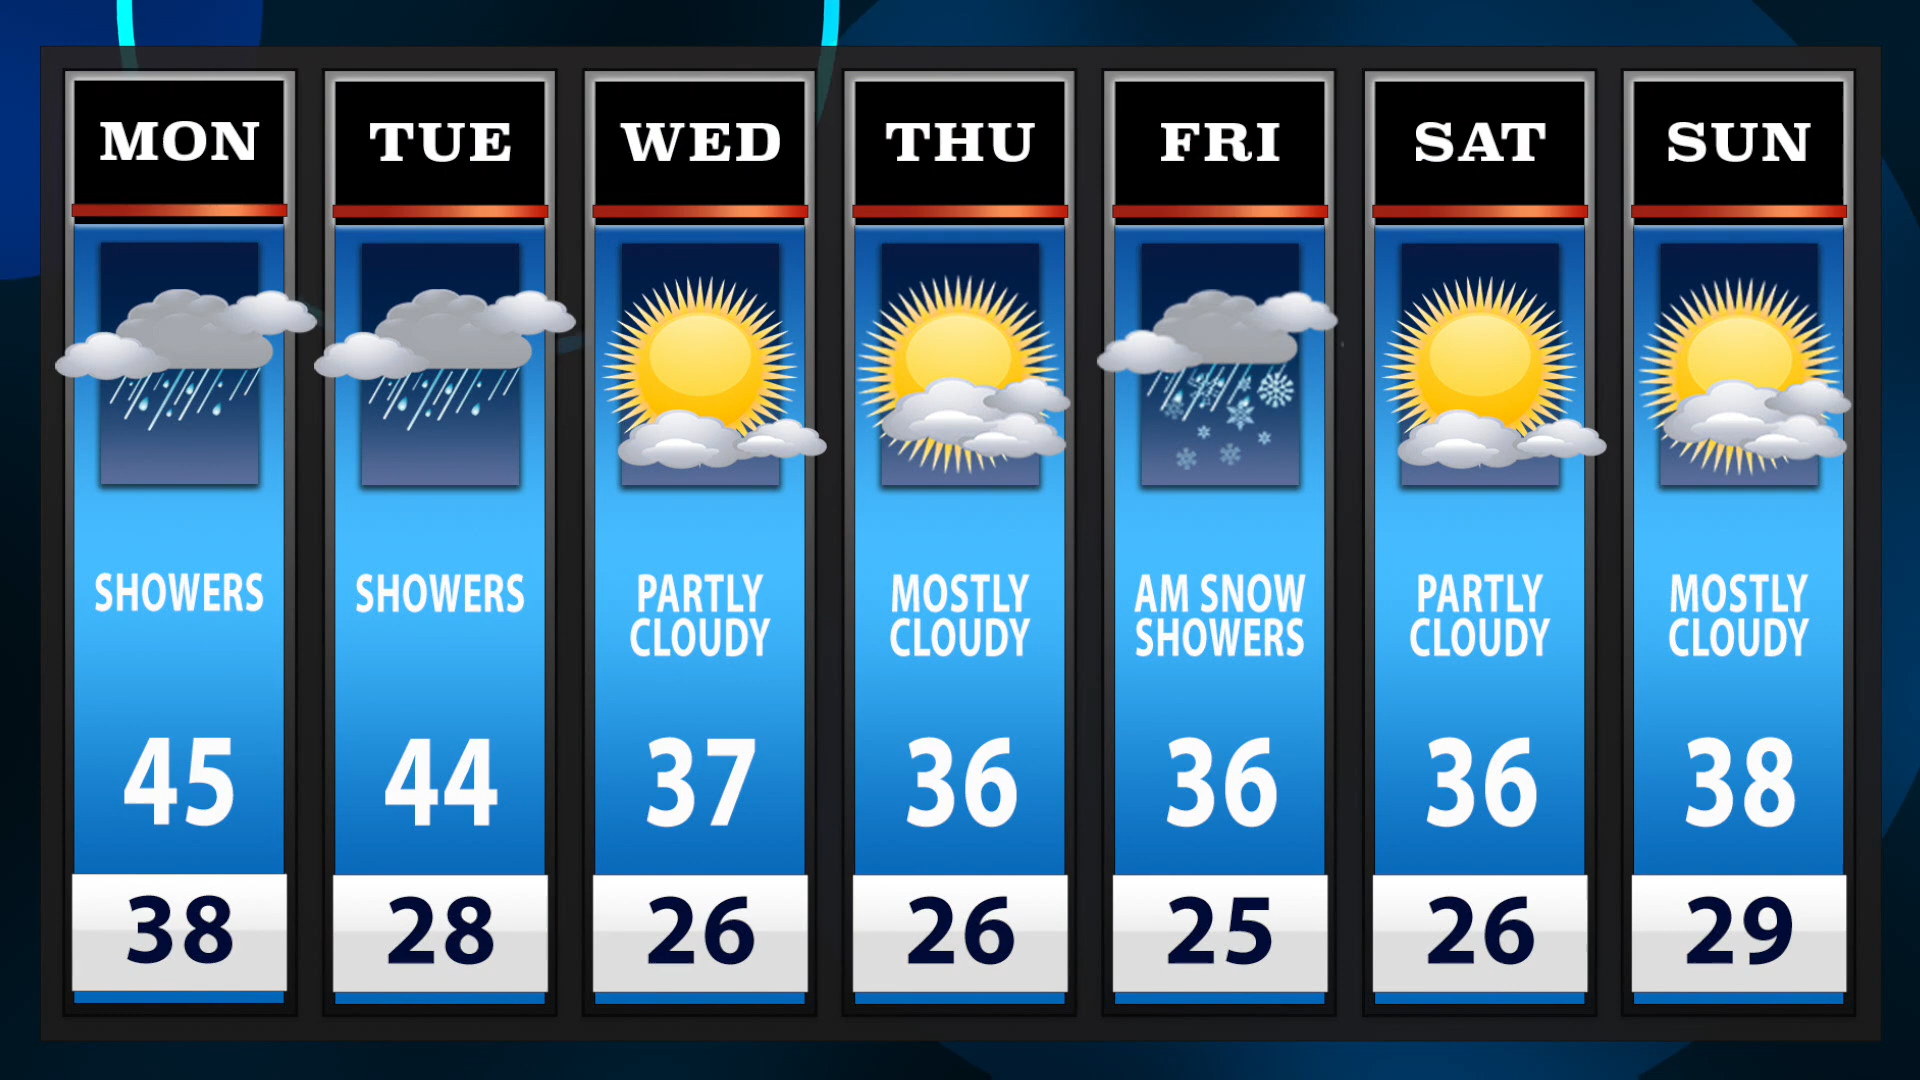 MON
SHOWERS
45
38
TUE
SHOWERS
44
28
WED
PARTLY
CLOUDY
37
26
THU
MOSTLY
CLOUDY
36
26
FRI
AM SNOW
SHOWERS
36
25
SAT
PARTLY
CLOUDY
36
26
SUN
MOSTLY
CLOUDY
38
29